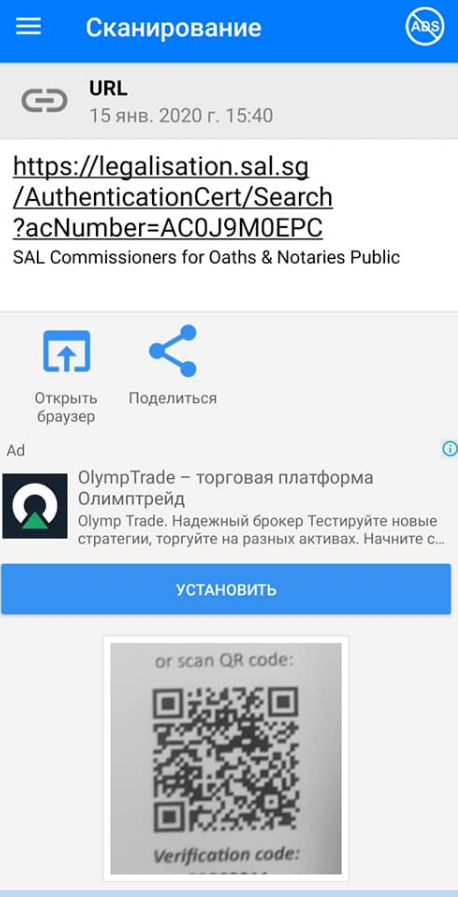 Сканирование
ADS
URL
15 янв. 2020 г. 15:40
https://legalisation.sal.sg
/AuthenticationCert/Search
?acNumber=AC0J9M0EPC
SAL Commissioners for Oaths & Notaries Public
Открыть
браузер
Поделиться
Ad
OlympTrade – торговая платформа
Олимптрейд
Olymp Trade. Надежный брокер Тестируйте новые
стратегии, торгуйте на разных активах. Начните с...
УСТАНОВИТЬ
or scan QR code:
Verification code: